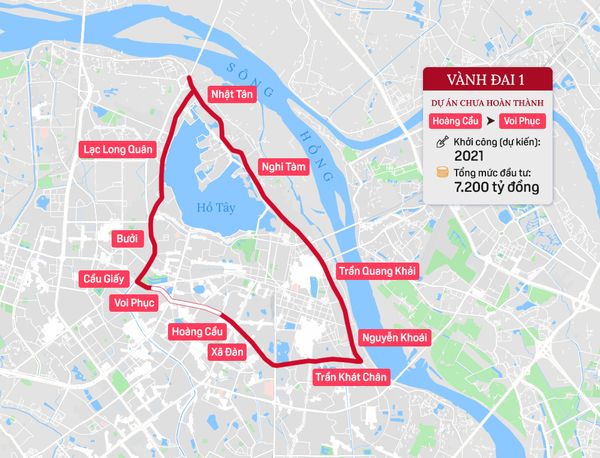 VÀNH ĐAI 1
DỰ ÁN CHƯA HOÀN THÀNH
Hoàng Cầu
Voi Phục
Khởi công (dự kiến):
2021
Tổng mức đầu tư:
7.200 tỷ đồng
Nhật Tân
SÔNG HỒNG
Lạc Long Quân
Nghi Tàm
Hồ Tây
Bưởi
Trần Quang Khải
Cầu Giấy
Voi Phục
Hoàng Cầu
Nguyễn Khoái
Xã Đàn
Trần Khát Chân